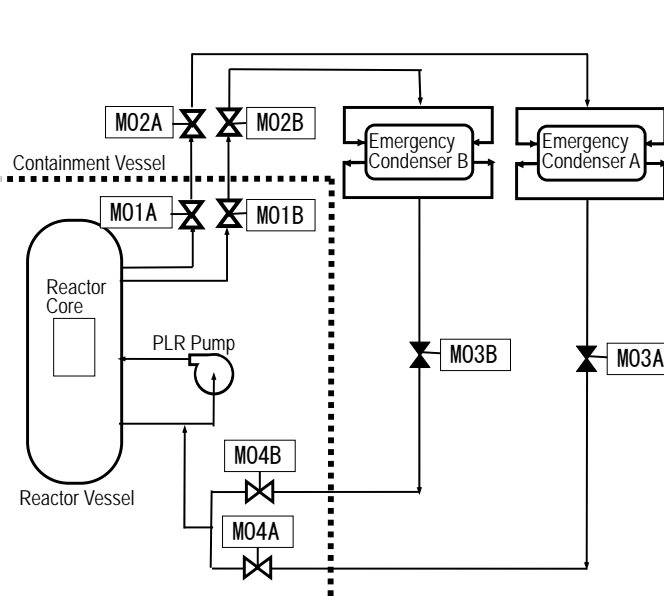 MO2A
MO2B
Emergency
Condenser B
Emergency
Condenser A
Containment Vessel
MO1A
MO1B
Reactor
Core
PLR Pump
MO3B
MO3A
MO4B
Reactor Vessel
MO4A